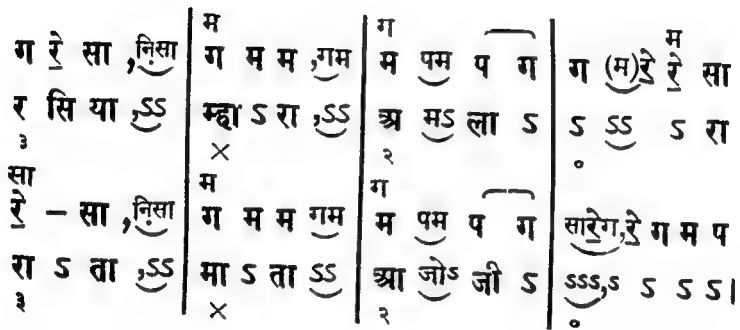 म ग म
ग रे॒ सा ,निसा | ग म म ,गम | म पम प ग | ग (म)रे॒ रे॒ सा
र सि या ,ऽऽ | म्हा ऽ रा ,ऽऽ | अ मऽ ला ऽ | ऽ ऽऽ ऽ रा
३ × २ ०
सा म ग
रे॒ – सा ,निसा | ग म म गम | म पम प ग | सारे॒ग,रे॒ ग म प
रा ऽ ता ,ऽऽ | मा ऽ ता ऽऽ | आ जोऽ जी ऽ | ऽऽऽ,ऽ ऽ ऽ ऽ।
३ × २ ०